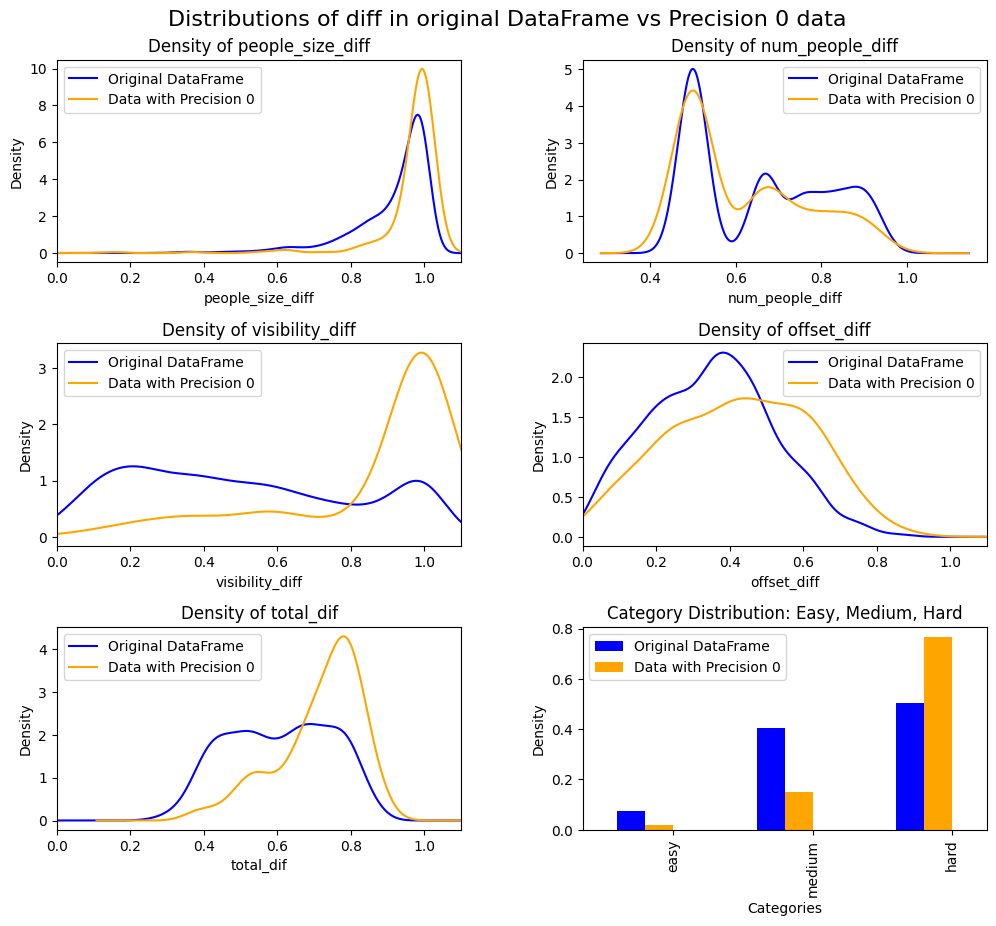 Distributions of diff in original DataFrame vs Precision 0 data
Density of people_size_diff
Original DataFrame
Data with Precision 0
10
8
6
4
2
0
Density
0.0 0.2 0.4 0.6 0.8 1.0
people_size_diff
Density of num_people_diff
Original DataFrame
Data with Precision 0
5
4
3
2
1
0
Density
0.4 0.6 0.8 1.0
num_people_diff
Density of visibility_diff
Original DataFrame
Data with Precision 0
3
2
1
0
Density
0.0 0.2 0.4 0.6 0.8 1.0
visibility_diff
Density of offset_diff
Original DataFrame
Data with Precision 0
2.0
1.5
1.0
0.5
0.0
Density
0.0 0.2 0.4 0.6 0.8 1.0
offset_diff
Density of total_dif
Original DataFrame
Data with Precision 0
4
3
2
1
0
Density
0.0 0.2 0.4 0.6 0.8 1.0
total_dif
Category Distribution: Easy, Medium, Hard
Original DataFrame
Data with Precision 0
0.8
0.6
0.4
0.2
0.0
Density
easy medium hard
Categories